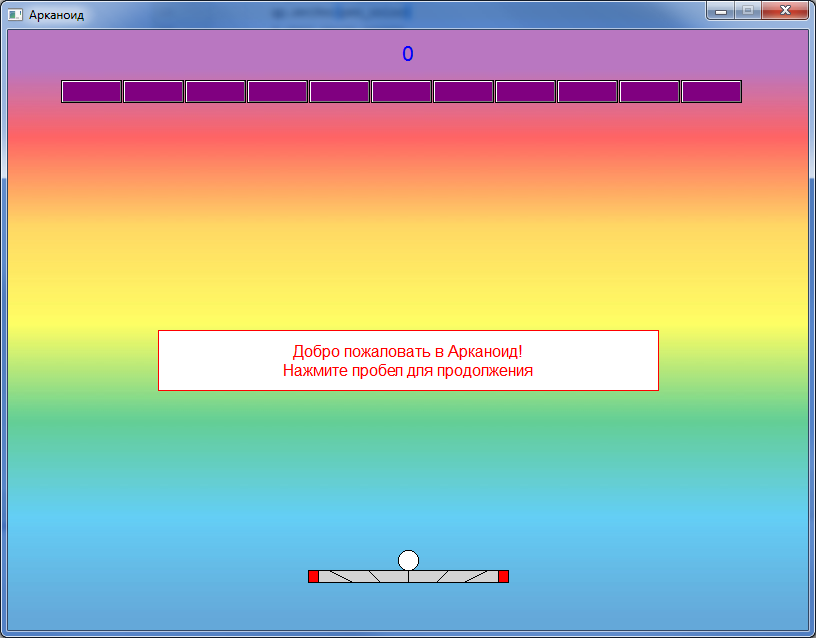 Арканоид
0
Добро пожаловать в Арканоид!
Нажмите пробел для продолжения